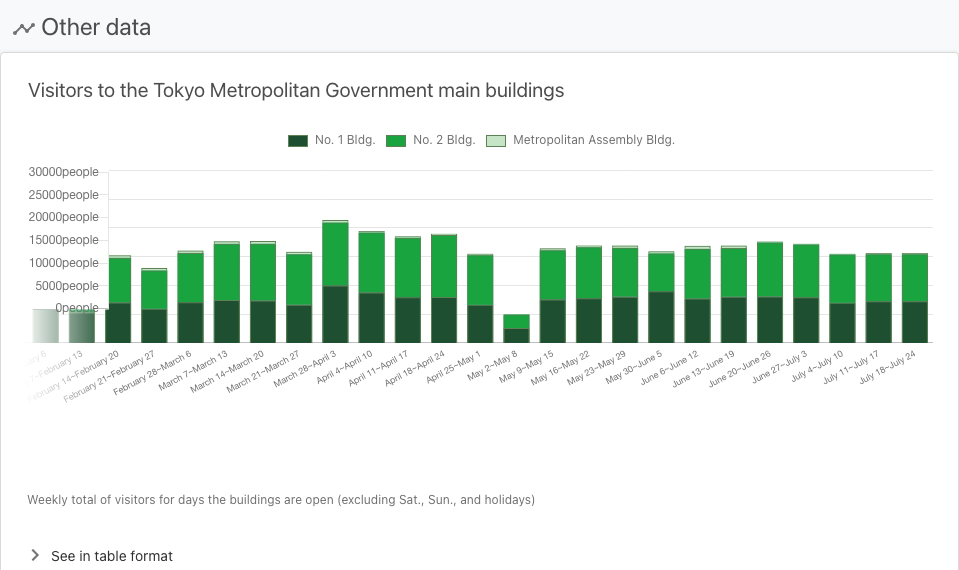 Other data
Visitors to the Tokyo Metropolitan Government main buildings
No. 1 Bldg. No. 2 Bldg. Metropolitan Assembly Bldg.
30000people
25000people
20000people
15000people
10000people
5000people
0people
February 13
February 14~February 20
February 21~February 27
February 28~March 6
March 7~March 13
March 14~March 20
March 21~March 27
March 28~April 3
April 4~April 10
April 11~April 17
April 18~April 24
April 25~May 1
May 2~May 8
May 9~May 15
May 16~May 22
May 23~May 29
May 30~June 5
June 6~June 12
June 13~June 19
June 20~June 26
June 27~July 3
July 4~July 10
July 11~July 17
July 18~July 24
Weekly total of visitors for days the buildings are open (excluding Sat., Sun., and holidays)
See in table format